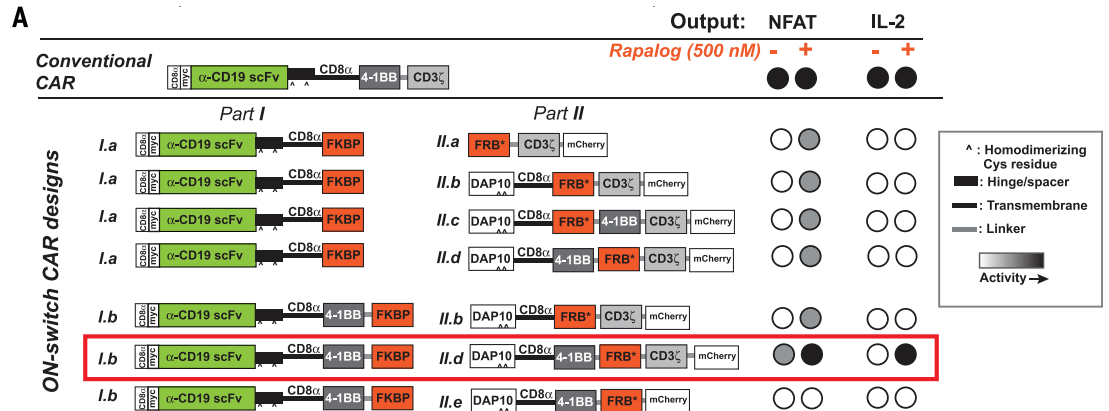 A
Output: NFAT IL-2
Rapalog (500 nM) - + - +
Conventional CAR
CD8α myc α-CD19 scFv ^ ^ CD8α 4-1BB CD3ζ
Part I Part II
ON-switch CAR designs
I.a CD8α myc α-CD19 scFv ^ ^ CD8α FKBP II.a FRB* CD3ζ mCherry
I.a CD8α myc α-CD19 scFv ^ ^ CD8α FKBP II.b DAP10 ^^ CD8α FRB* CD3ζ mCherry
I.a CD8α myc α-CD19 scFv ^ ^ CD8α FKBP II.c DAP10 ^^ CD8α FRB* 4-1BB CD3ζ mCherry
I.a CD8α myc α-CD19 scFv ^ ^ CD8α FKBP II.d DAP10 ^^ CD8α 4-1BB FRB* CD3ζ mCherry
I.b CD8α myc α-CD19 scFv ^ ^ CD8α 4-1BB FKBP II.b DAP10 ^^ CD8α FRB* CD3ζ mCherry
I.b CD8α myc α-CD19 scFv ^ ^ CD8α 4-1BB FKBP II.d DAP10 ^^ CD8α 4-1BB FRB* CD3ζ mCherry
I.b CD8α myc α-CD19 scFv ^ ^ CD8α 4-1BB FKBP II.e DAP10 ^^ CD8α 4-1BB FRB* mCherry
^ : Homodimerizing
Cys residue
: Hinge/spacer
: Transmembrane
: Linker
Activity→